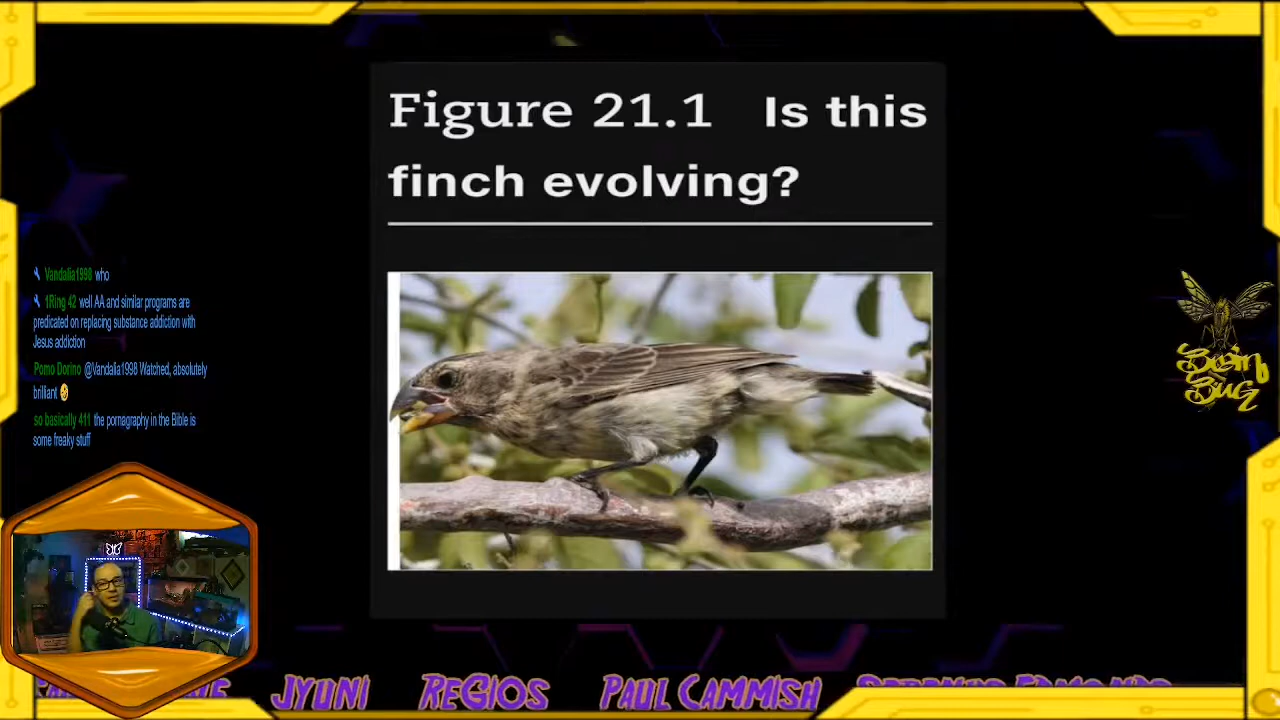 Figure 21.1 Is this
finch evolving?
Vandalia1998 who
1Ring 42 well AA and similar programs are
predicated on replacing substance addiction with
Jesus addiction
Pomo Dorino @Vandalia1998 Watched, absolutely
brilliant
so basically 411 the pornagraphy in the Bible is
some freaky stuff
Bug
JYUNI REGIOS PAUL CAMMISH